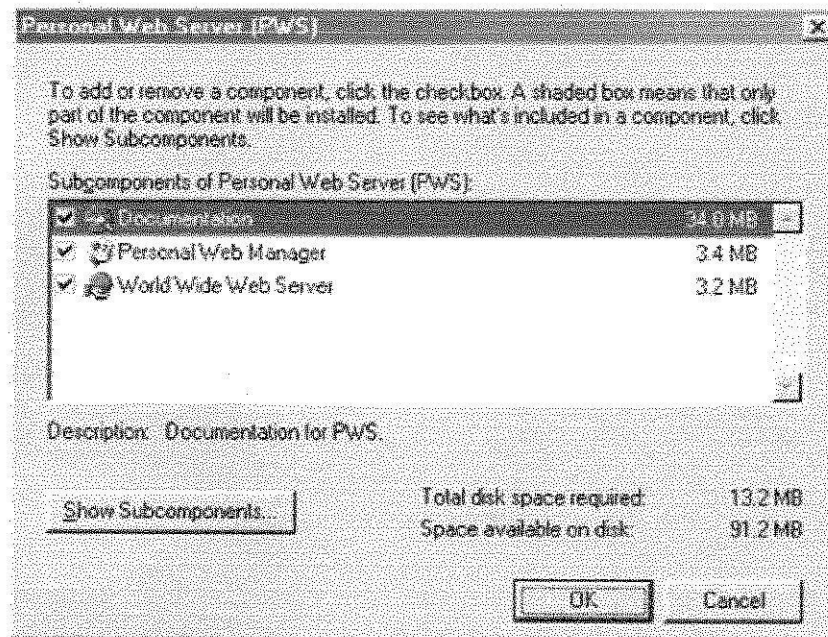 Personal Web Server (PWS)
To add or remove a component, click the checkbox. A shaded box means that only
part of the component will be installed. To see what's included in a component, click
Show Subcomponents.
Subcomponents of Personal Web Server (PWS):
Documentation 34.0 MB
Personal Web Manager 3.4 MB
World Wide Web Server 3.2 MB
Description: Documentation for PWS.
Show Subcomponents...
Total disk space required: 13.2 MB
Space available on disk: 91.2 MB
OK Cancel